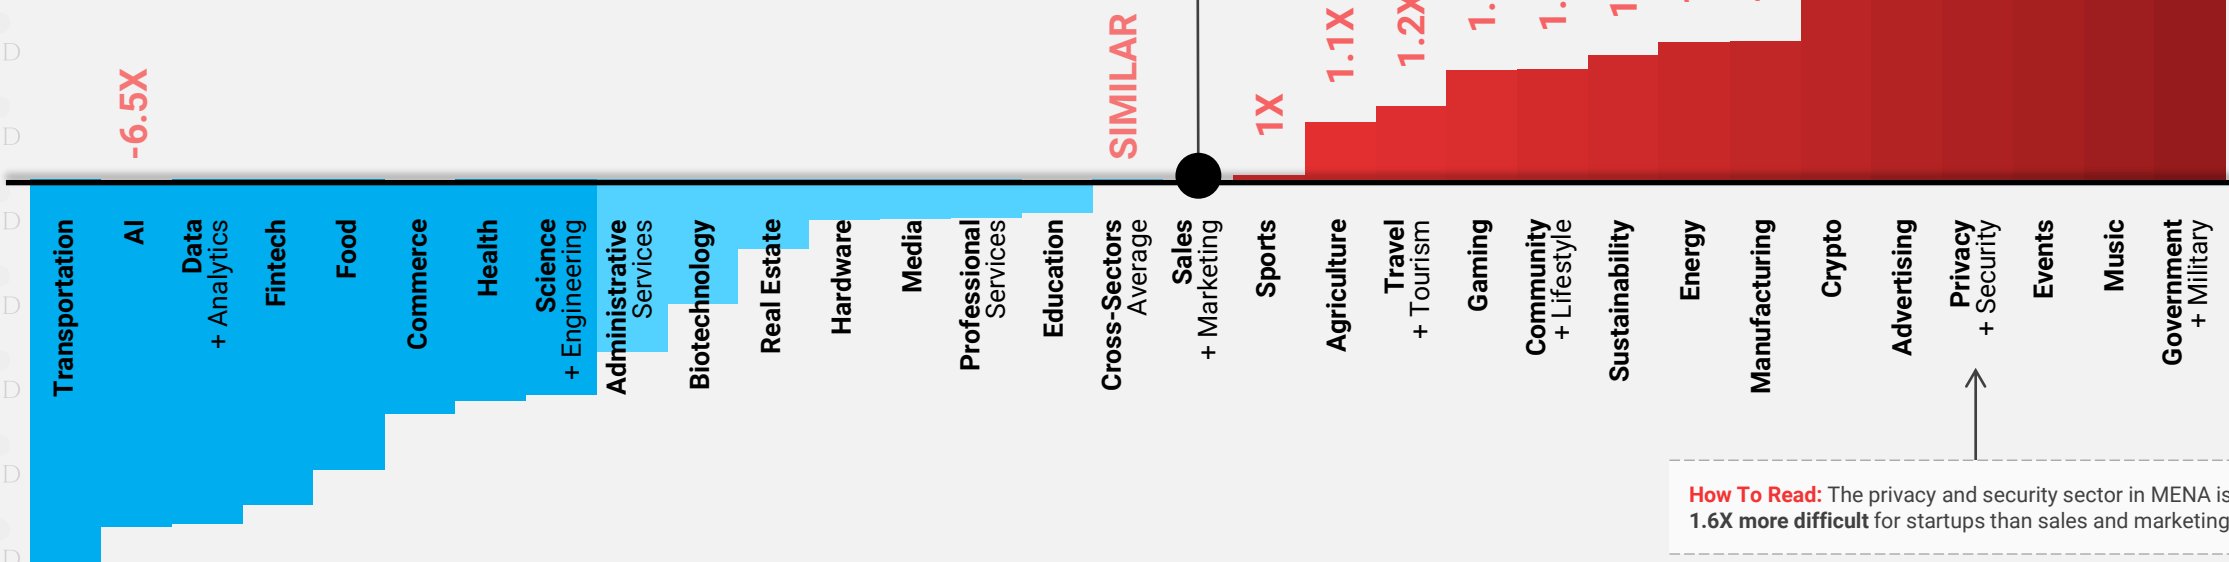 -6.5X
SIMILAR
1X
1.1X
1.2X
Transportation
AI
Data
+ Analytics
Fintech
Food
Commerce
Health
Science
+ Engineering
Administrative
Services
Biotechnology
Real Estate
Hardware
Media
Professional
Services
Education
Cross-Sectors
Average
Sales
+ Marketing
Sports
Agriculture
Travel
+ Tourism
Gaming
Community
+ Lifestyle
Sustainability
Energy
Manufacturing
Crypto
Advertising
Privacy
+ Security
Events
Music
Government
+ Military
How To Read: The privacy and security sector in MENA is
1.6X more difficult for startups than sales and marketing